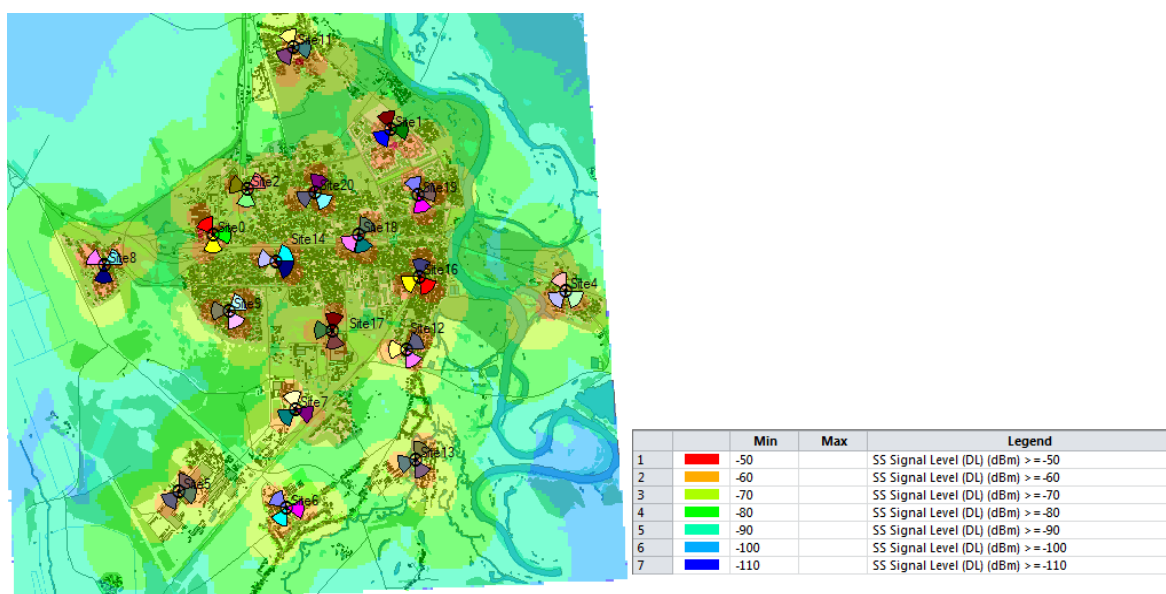 Site11
Site1
Site2
Site20
Site19
Site0
Site18
Site14
Site8
Site16
Site4
Site9
Site17
Site12
Site7
Site13
Site5
Site6
Min Max Legend
1 -50 SS Signal Level (DL) (dBm) >=-50
2 -60 SS Signal Level (DL) (dBm) >=-60
3 -70 SS Signal Level (DL) (dBm) >=-70
4 -80 SS Signal Level (DL) (dBm) >=-80
5 -90 SS Signal Level (DL) (dBm) >=-90
6 -100 SS Signal Level (DL) (dBm) >=-100
7 -110 SS Signal Level (DL) (dBm) >=-110